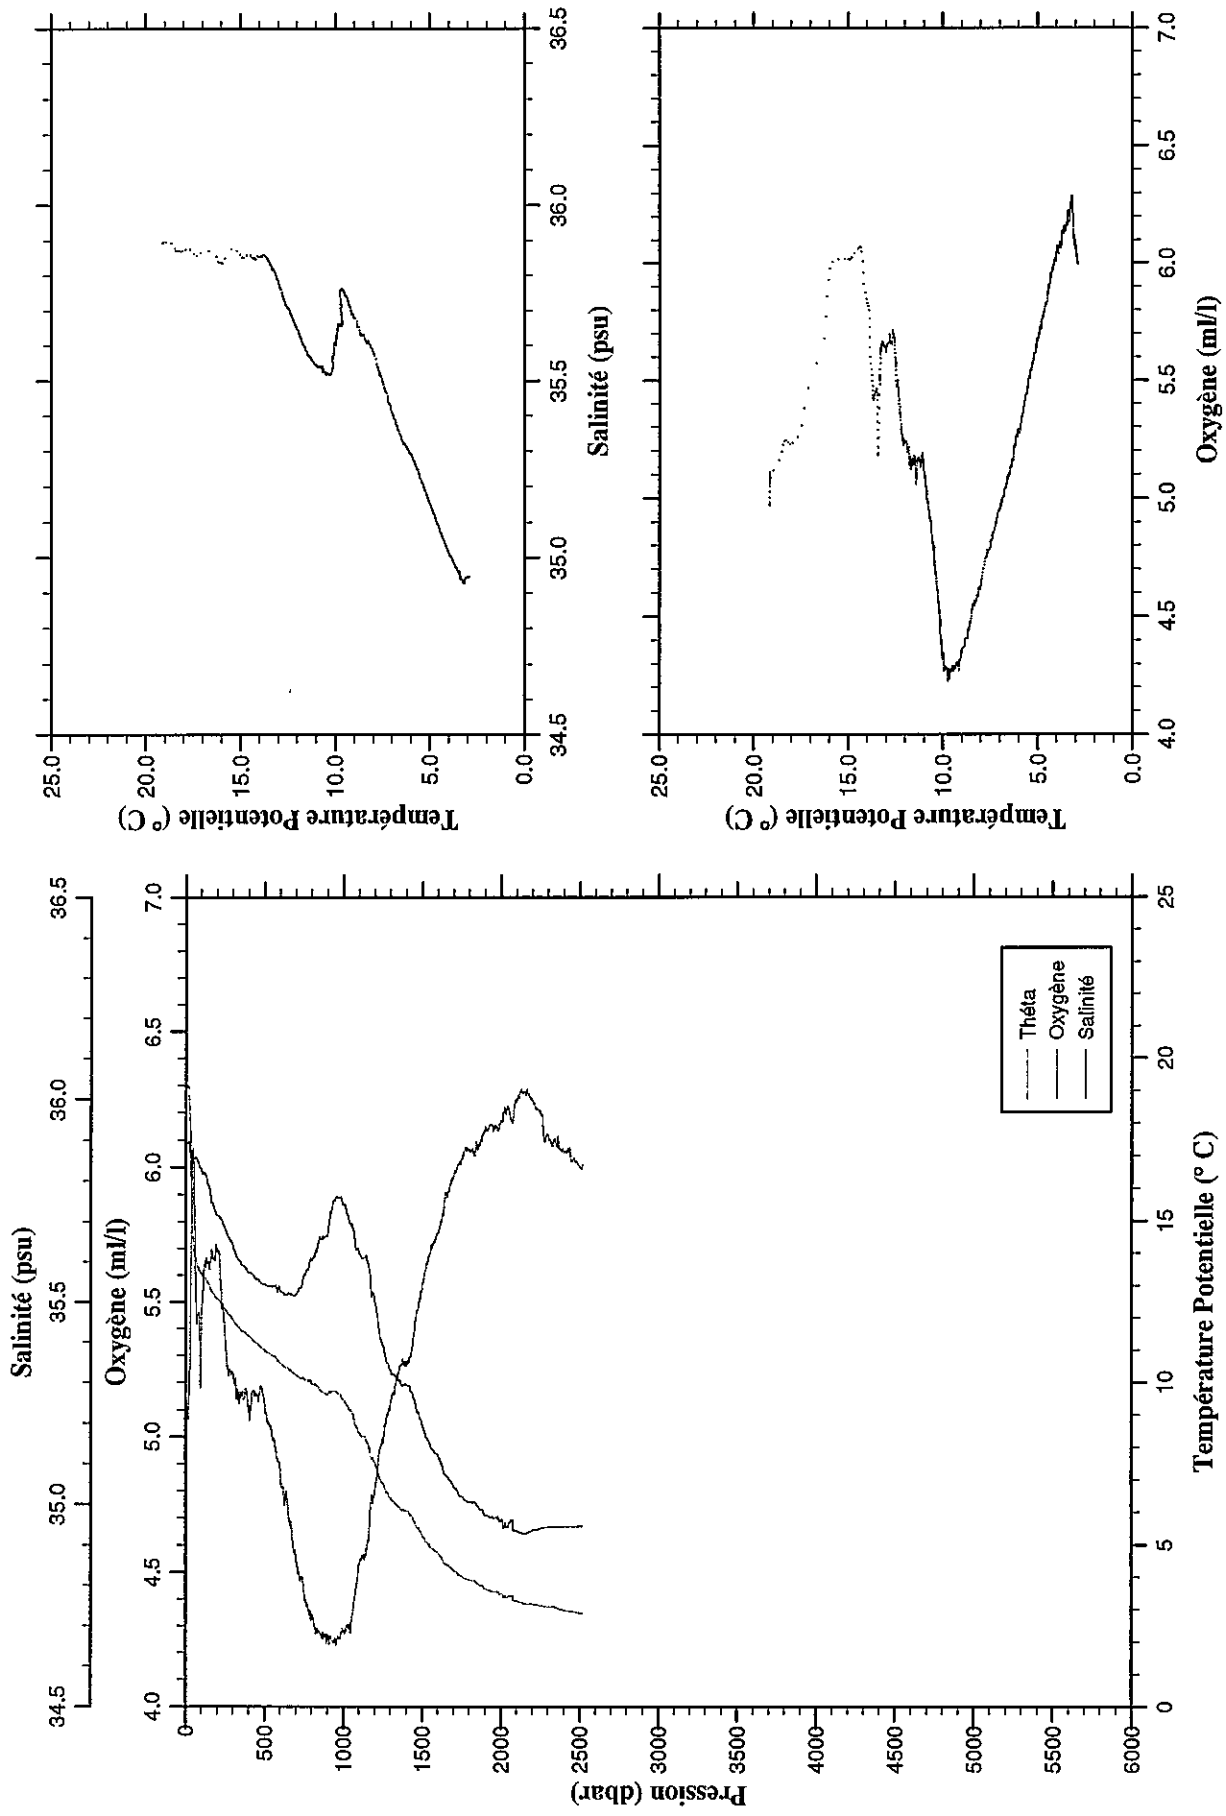 Salinité (psu)
34.5 35.0 35.5 36.0 36.5
Oxygène (ml/l)
4.0 4.5 5.0 5.5 6.0 6.5 7.0
Pression (dbar)
0
500
1000
1500
2000
2500
3000
3500
4000
4500
5000
5500
6000
Théta
Oxygène
Salinité
0 5 10 15 20 25
Température Potentielle (° C)
Température Potentielle (° C)
25.0
20.0
15.0
10.0
5.0
0.0
34.5 35.0 35.5 36.0 36.5
Salinité (psu)
Température Potentielle (° C)
25.0
20.0
15.0
10.0
5.0
0.0
4.0 4.5 5.0 5.5 6.0 6.5 7.0
Oxygène (ml/l)